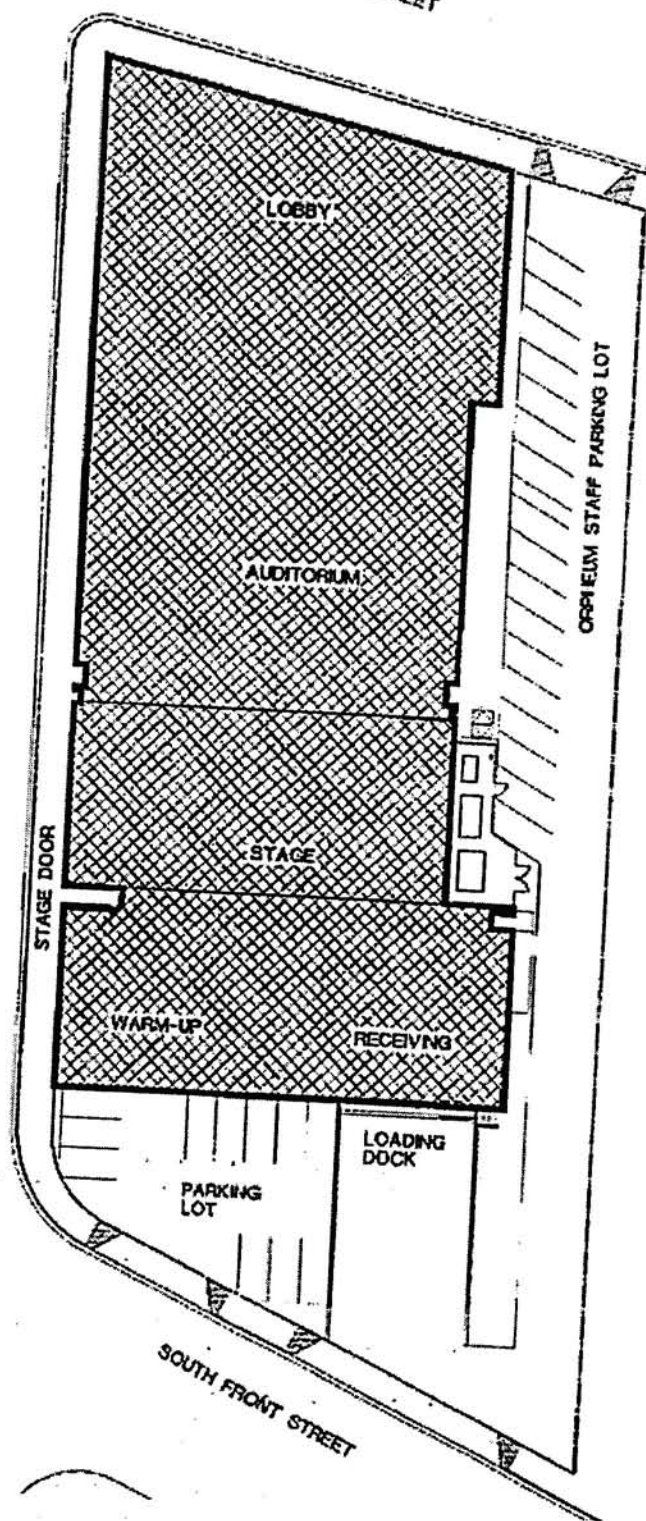 LOBBY
ORPHEUM STAFF PARKING LOT
AUDITORIUM
STAGE
STAGE DOOR
WARM-UP
RECEIVING
LOADING
DOCK
PARKING
LOT
SOUTH FRONT STREET